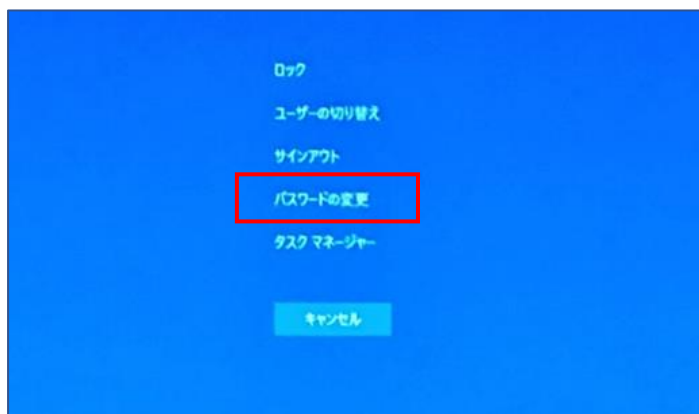 ロック
ユーザーの切り替え
サインアウト
パスワードの変更
タスク マネージャー
キャンセル